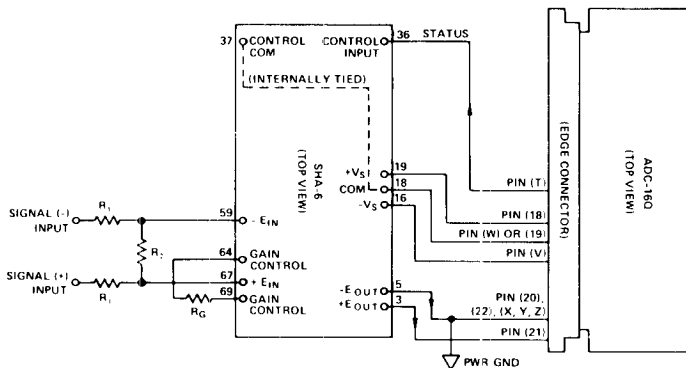 37 CONTROL COM
CONTROL INPUT 36 STATUS
(INTERNALLY TIED)
SHA-6
(TOP VIEW)
+VS 19
COM 18
-VS 16
SIGNAL (-) INPUT
R1
59 - EIN
R2
64 GAIN CONTROL
SIGNAL (+) INPUT
R1
67 + EIN
RG
69 GAIN CONTROL
-EOUT 5
+EOUT 3
PIN (T)
PIN (18)
PIN (W) OR (19)
PIN (V)
PIN (20),
(22), (X, Y, Z)
PIN (21)
PWR GND
(EDGE CONNECTOR)
ADC-16Q
(TOP VIEW)